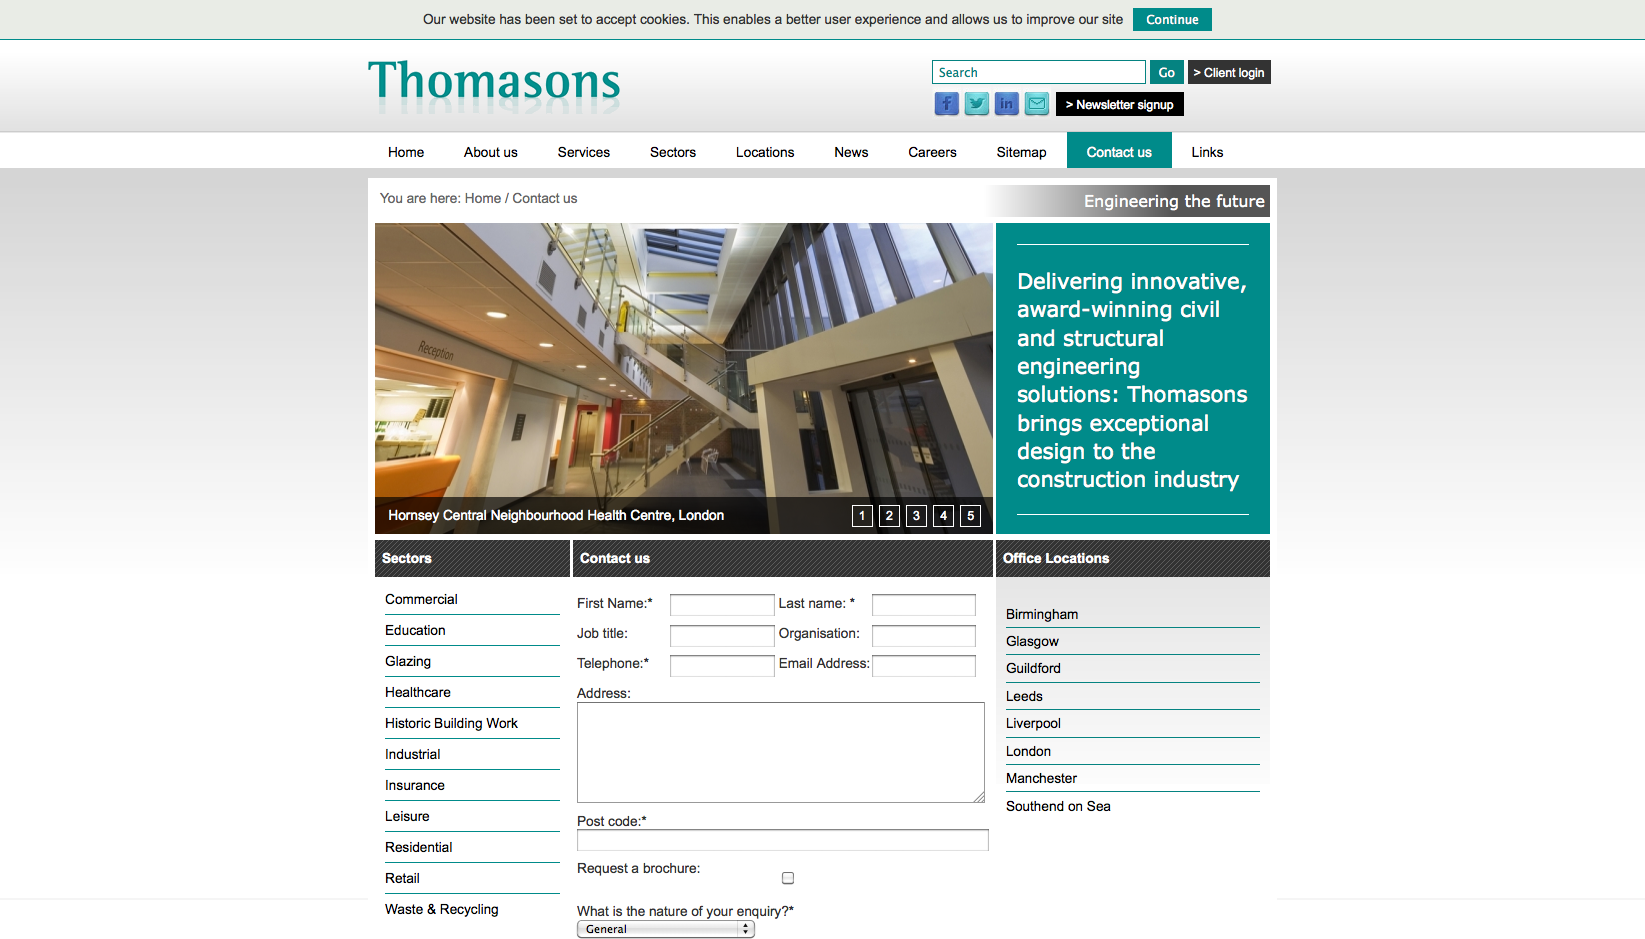 Our website has been set to accept cookies. This enables a better user experience and allows us to improve our site Continue
Thomasons
Search Go > Client login
> Newsletter signup
Home About us Services Sectors Locations News Careers Sitemap Contact us Links
You are here: Home / Contact us
Engineering the future
Reception
Hornsey Central Neighbourhood Health Centre, London 1 2 3 4 5
Delivering innovative,
award-winning civil
and structural
engineering
solutions: Thomasons
brings exceptional
design to the
construction industry
Sectors
Commercial
Education
Glazing
Healthcare
Historic Building Work
Industrial
Insurance
Leisure
Residential
Retail
Waste & Recycling
Contact us
First Name:* Last name: *
Job title: Organisation:
Telephone:* Email Address:
Address:
Post code:*
Request a brochure:
What is the nature of your enquiry?*
General
Office Locations
Birmingham
Glasgow
Guildford
Leeds
Liverpool
London
Manchester
Southend on Sea